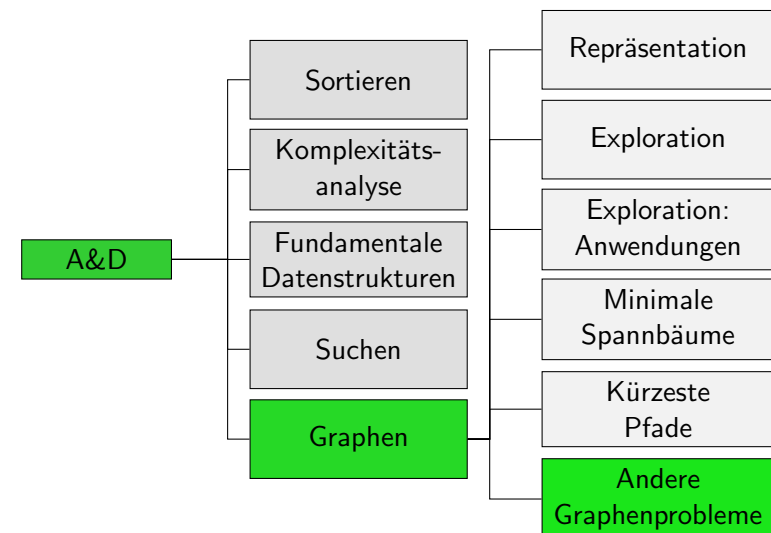 A&D
Sortieren
Komplexitäts-
analyse
Fundamentale
Datenstrukturen
Suchen
Graphen
Repräsentation
Exploration
Exploration:
Anwendungen
Minimale
Spannbäume
Kürzeste
Pfade
Andere
Graphenprobleme